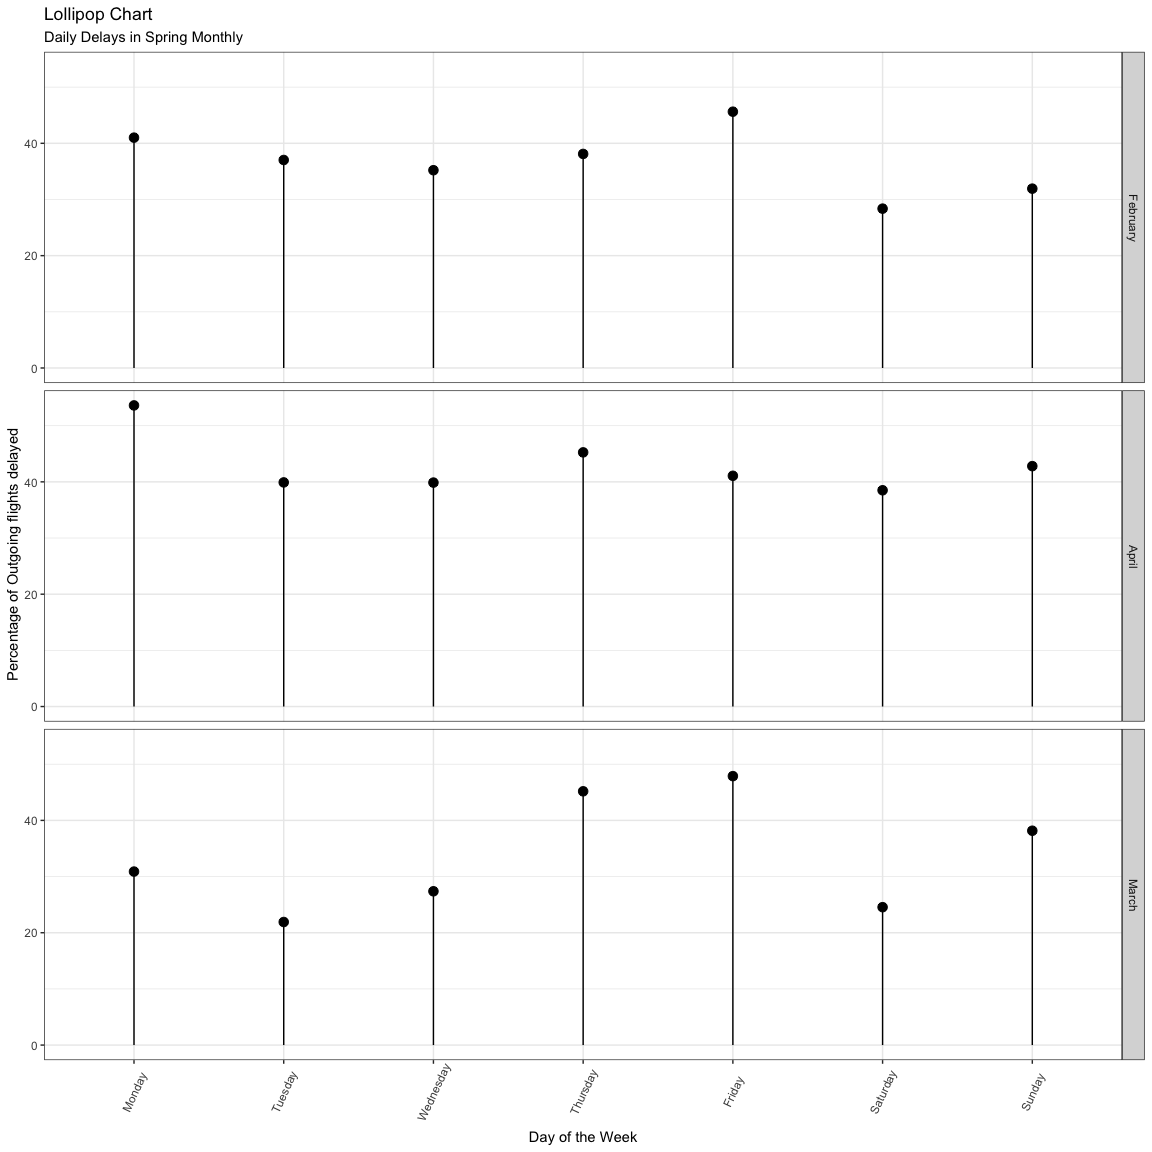 Lollipop Chart
Daily Delays in Spring Monthly
Percentage of Outgoing flights delayed
40
20
0
February
40
20
0
April
40
20
0
March
Monday
Tuesday
Wednesday
Thursday
Friday
Saturday
Sunday
Day of the Week